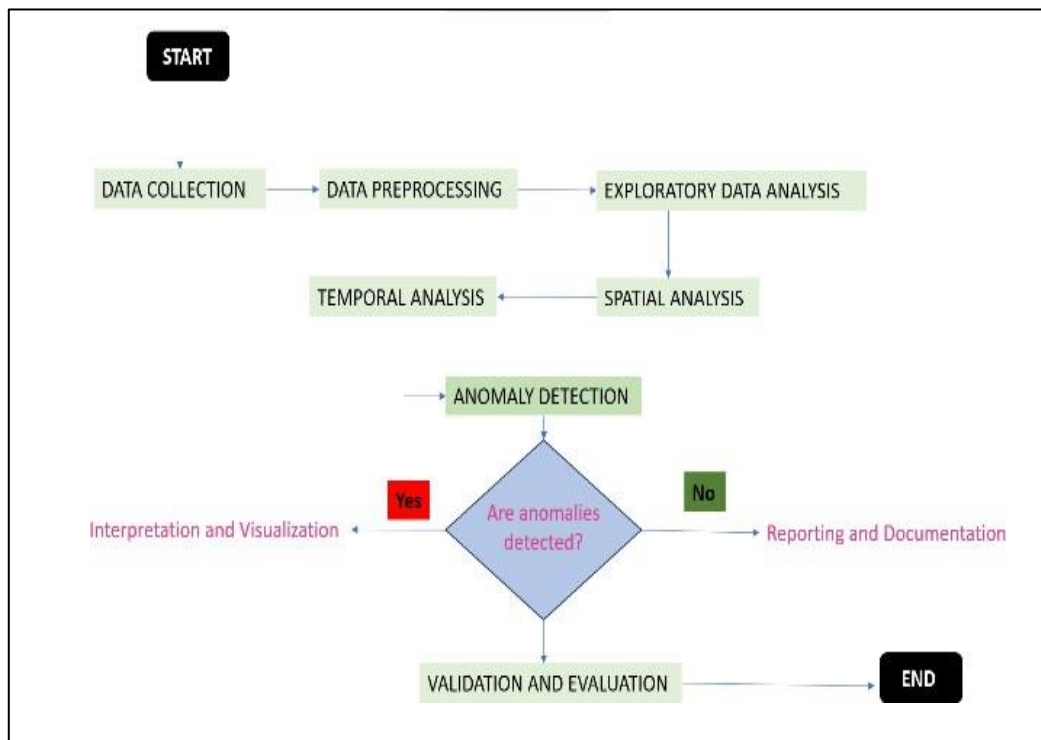 START
DATA COLLECTION
DATA PREPROCESSING
EXPLORATORY DATA ANALYSIS
TEMPORAL ANALYSIS
SPATIAL ANALYSIS
ANOMALY DETECTION
Yes
No
Are anomalies
detected?
Interpretation and Visualization
Reporting and Documentation
VALIDATION AND EVALUATION
END